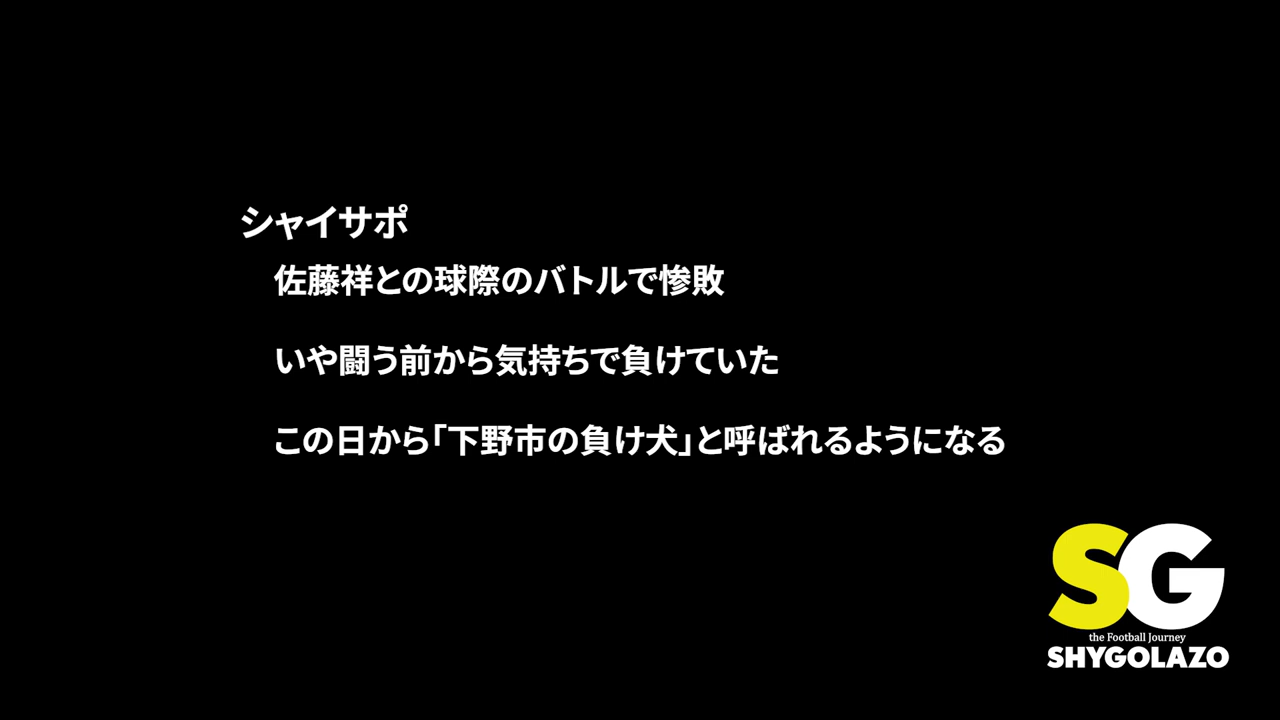 シャイサポ
佐藤祥との球際のバトルで惨敗
いや闘う前から気持ちで負けていた
この日から「下野市の負け犬」と呼ばれるようになる
SG
the Football Journey
SHYGOLAZO